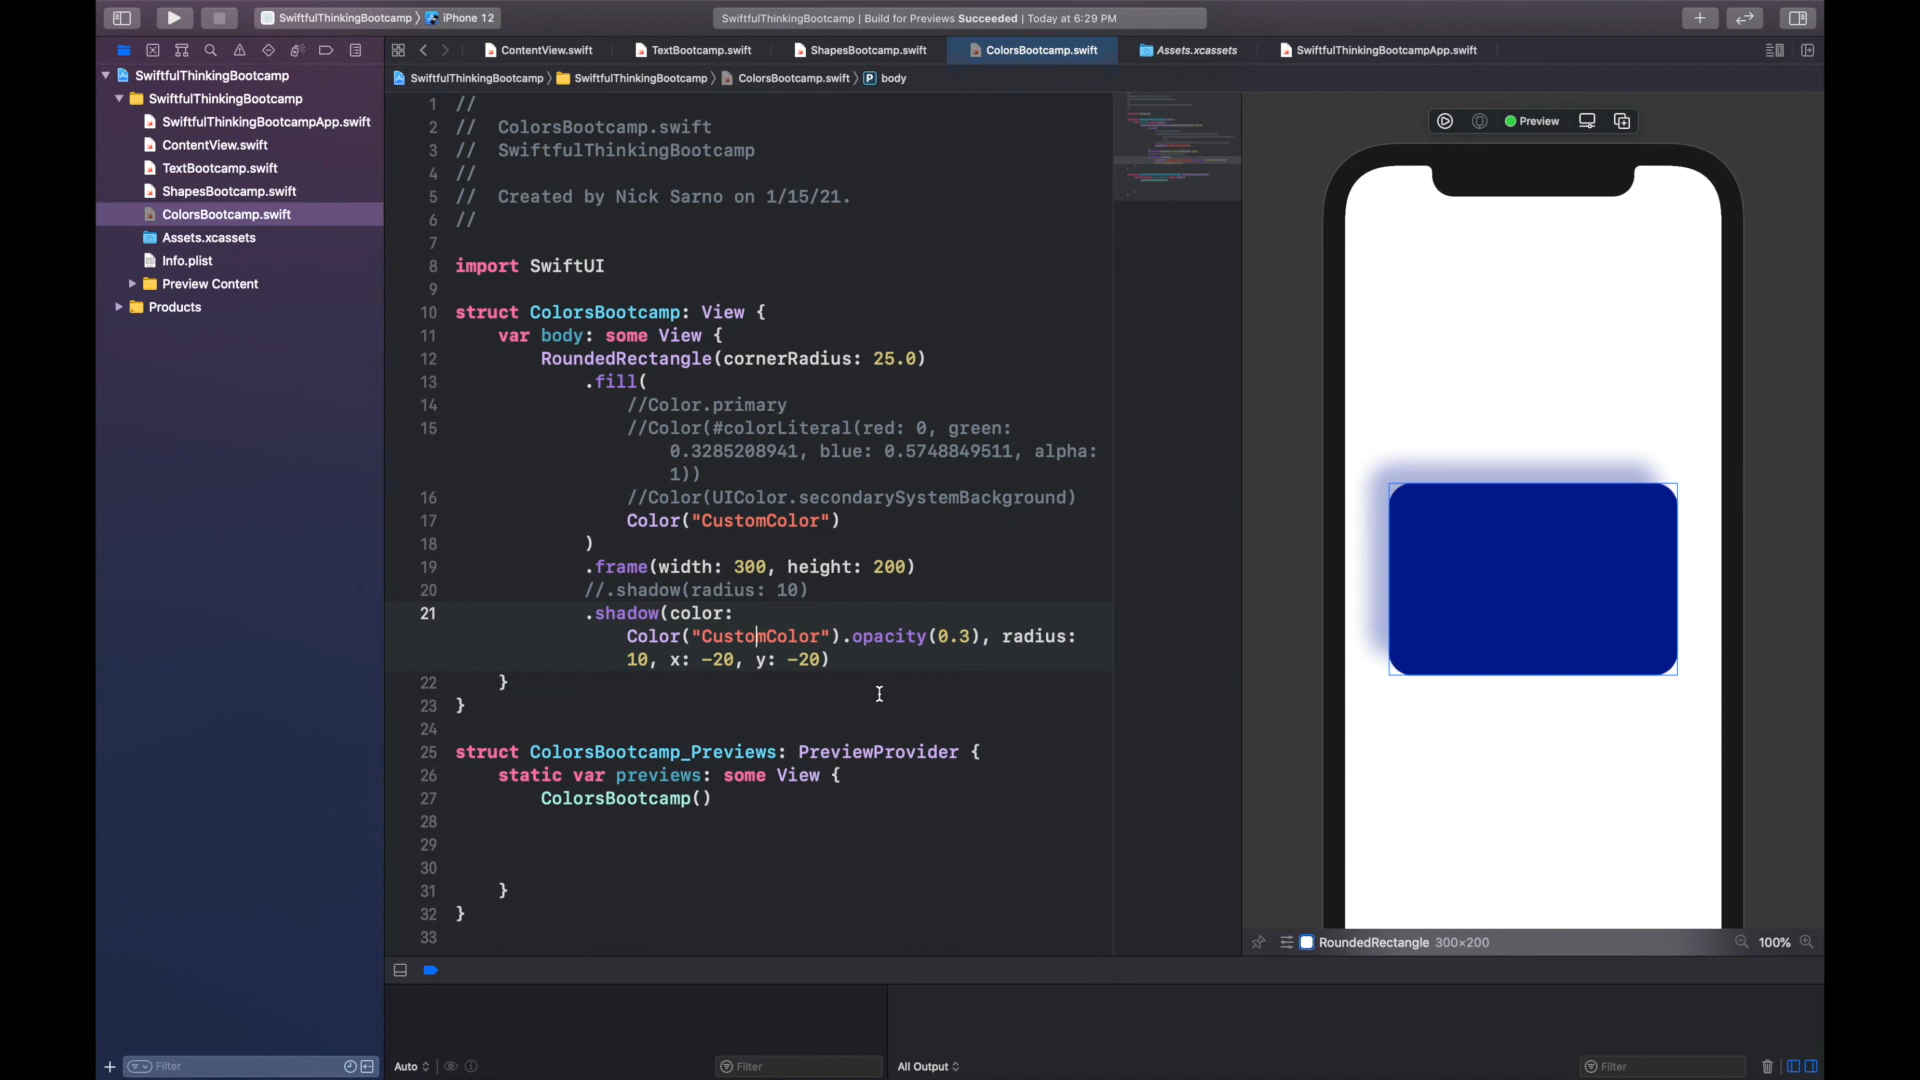 SwiftfulThinkingBootcamp 〉 iPhone 12
SwiftfulThinkingBootcamp | Build for Previews Succeeded | Today at 6:29 PM
ContentView.swift
TextBootcamp.swift
ShapesBootcamp.swift
ColorsBootcamp.swift
Assets.xcassets
SwiftfulThinkingBootcampApp.swift
SwiftfulThinkingBootcamp 〉 SwiftfulThinkingBootcamp 〉 ColorsBootcamp.swift 〉 P body
SwiftfulThinkingBootcamp
SwiftfulThinkingBootcamp
SwiftfulThinkingBootcampApp.swift
ContentView.swift
TextBootcamp.swift
ShapesBootcamp.swift
ColorsBootcamp.swift
Assets.xcassets
Info.plist
Preview Content
Products
1 //
2 //  ColorsBootcamp.swift
3 //  SwiftfulThinkingBootcamp
4 //
5 //  Created by Nick Sarno on 1/15/21.
6 //
7
8 import SwiftUI
9
10 struct ColorsBootcamp: View {
11 var body: some View {
12 RoundedRectangle(cornerRadius: 25.0)
13 .fill(
14 //Color.primary
15 //Color(#colorLiteral(red: 0, green:
0.3285208941, blue: 0.5748849511, alpha:
1))
16 //Color(UIColor.secondarySystemBackground)
17 Color("CustomColor")
18 )
19 .frame(width: 300, height: 200)
20 //.shadow(radius: 10)
21 .shadow(color:
Color("CustomColor").opacity(0.3), radius:
10, x: -20, y: -20)
22 }
23 }
24
25 struct ColorsBootcamp_Previews: PreviewProvider {
26 static var previews: some View {
27 ColorsBootcamp()
28
29
30
31 }
32 }
33
Preview
RoundedRectangle 300×200
100%
Filter
Auto
Filter
All Output
Filter